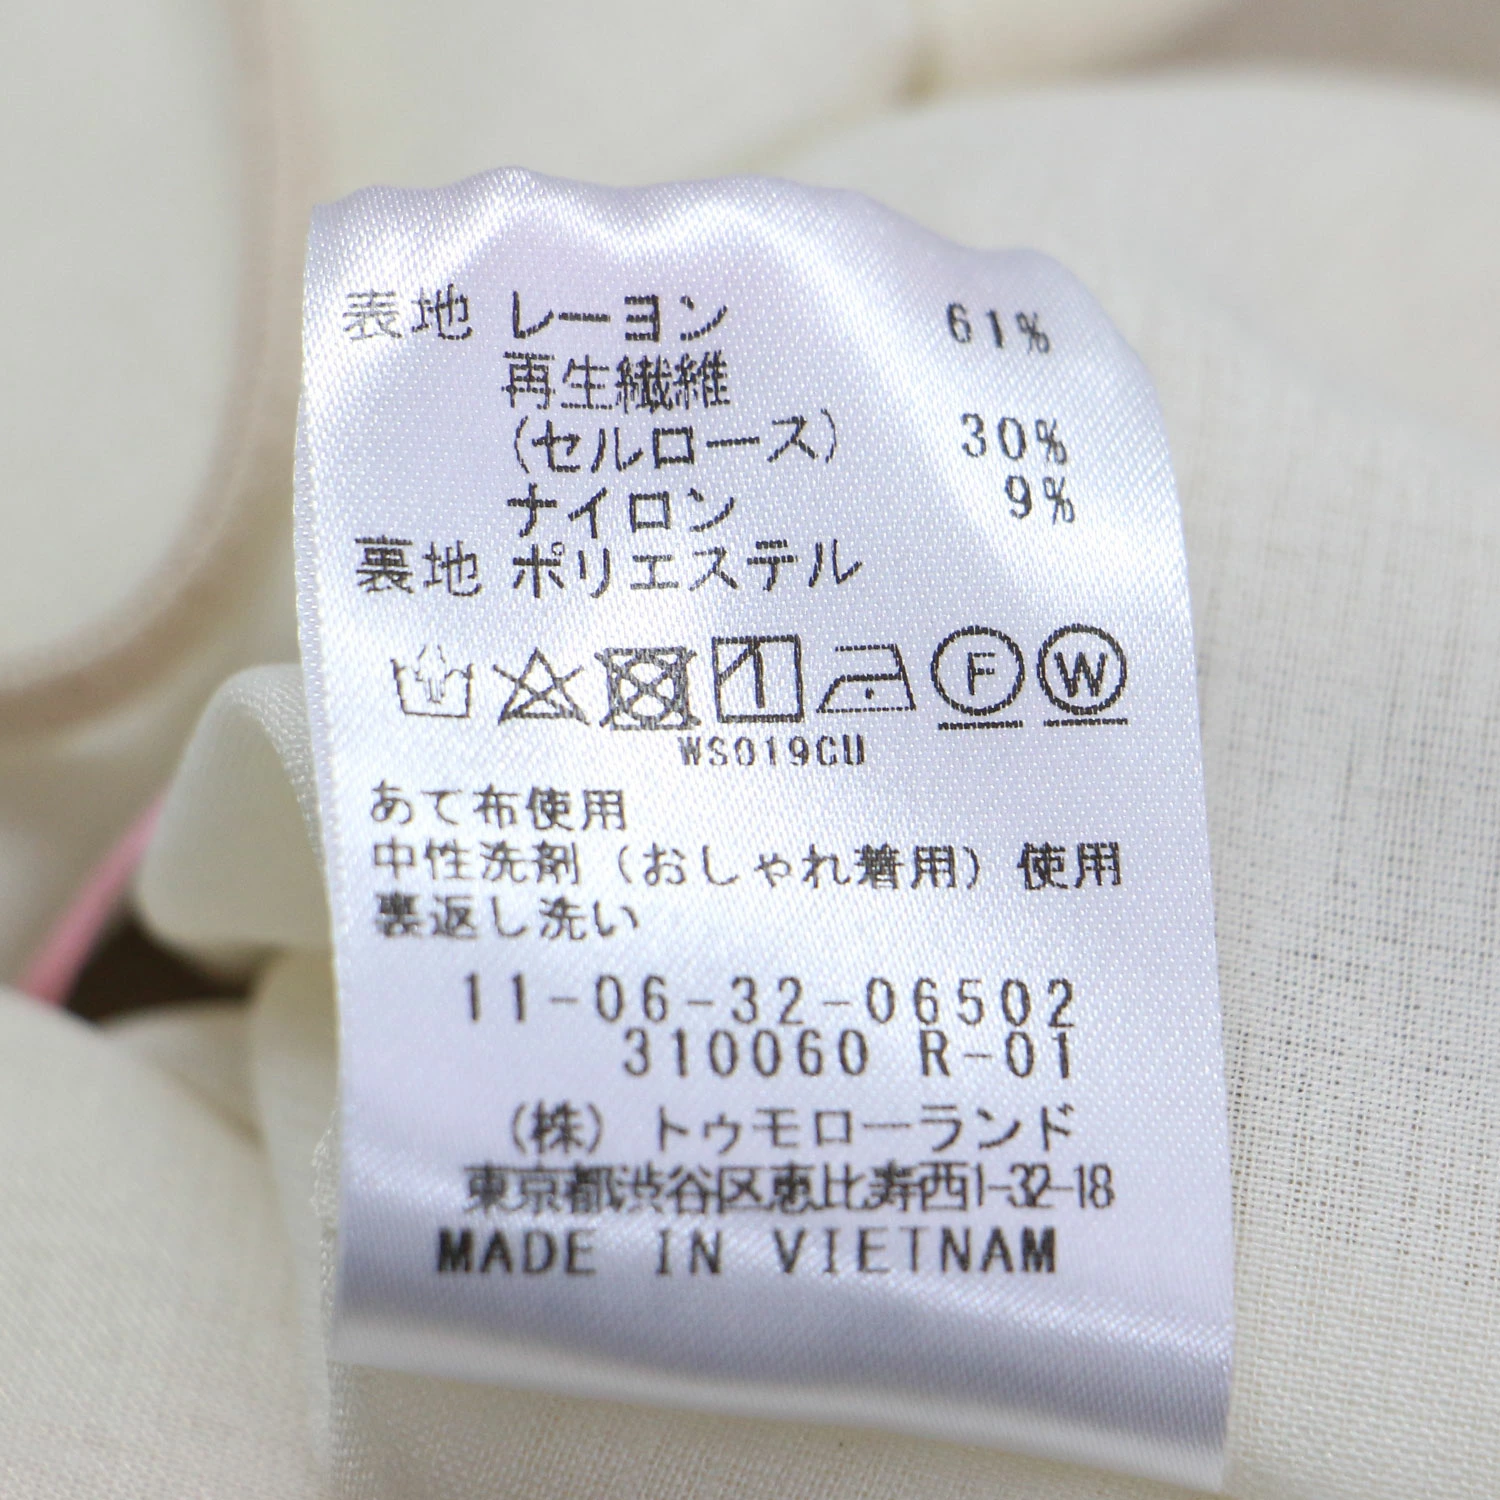 表地 レーヨン 61%
再生繊維
(セルロース) 30%
ナイロン 9%
裏地 ポリエステル
F W
WS019CU
あて布使用
中性洗剤（おしゃれ着用）使用
裏返し洗い
11-06-32-06502
310060 R-01
（株）トゥモローランド
東京都渋谷区恵比寿西1-32-18
MADE IN VIETNAM